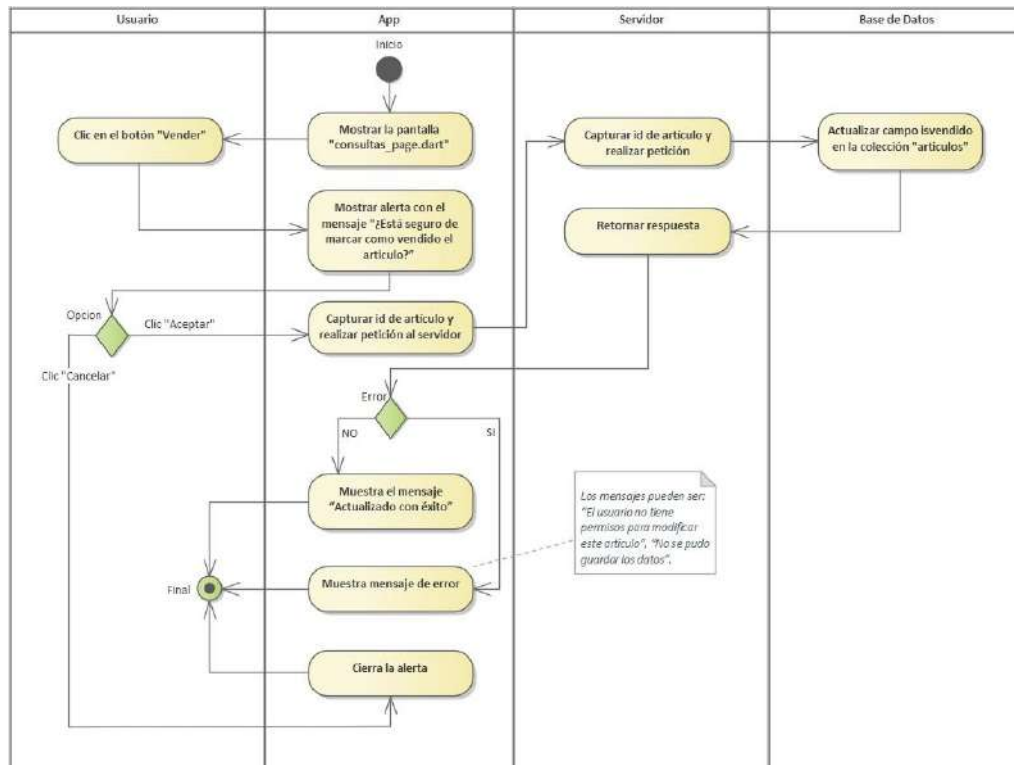 Usuario
App
Servidor
Base de Datos
Inicio
Clic en el botón "Vender"
Mostrar la pantalla
"consultas_page.dart"
Capturar id de artículo y
realizar petición
Actualizar campo isvendido
en la colección "articulos"
Mostrar alerta con el
mensaje "¿Está seguro de
marcar como vendido el
artículo?"
Retornar respuesta
Opcion
Clic "Aceptar"
Capturar id de artículo y
realizar petición al servidor
Clic "Cancelar"
Error
NO
SI
Muestra el mensaje
"Actualizado con éxito"
Los mensajes pueden ser:
"El usuario no tiene
permisos para modificar
este artículo", "No se pudo
guardar los datos".
Final
Muestra mensaje de error
Cierra la alerta